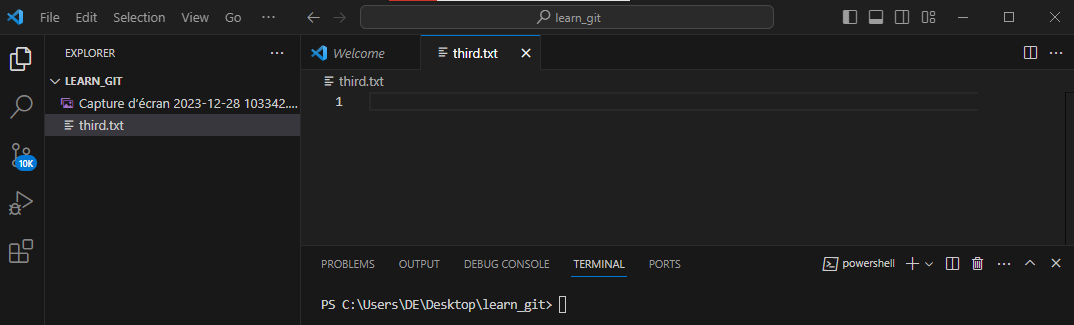 File Edit Selection View Go ··· learn_git
EXPLORER ···
LEARN_GIT
Capture d'écran 2023-12-28 103342....
third.txt
10K
Welcome third.txt
third.txt
1
PROBLEMS OUTPUT DEBUG CONSOLE TERMINAL PORTS powershell
PS C:\Users\DE\Desktop\learn_git>